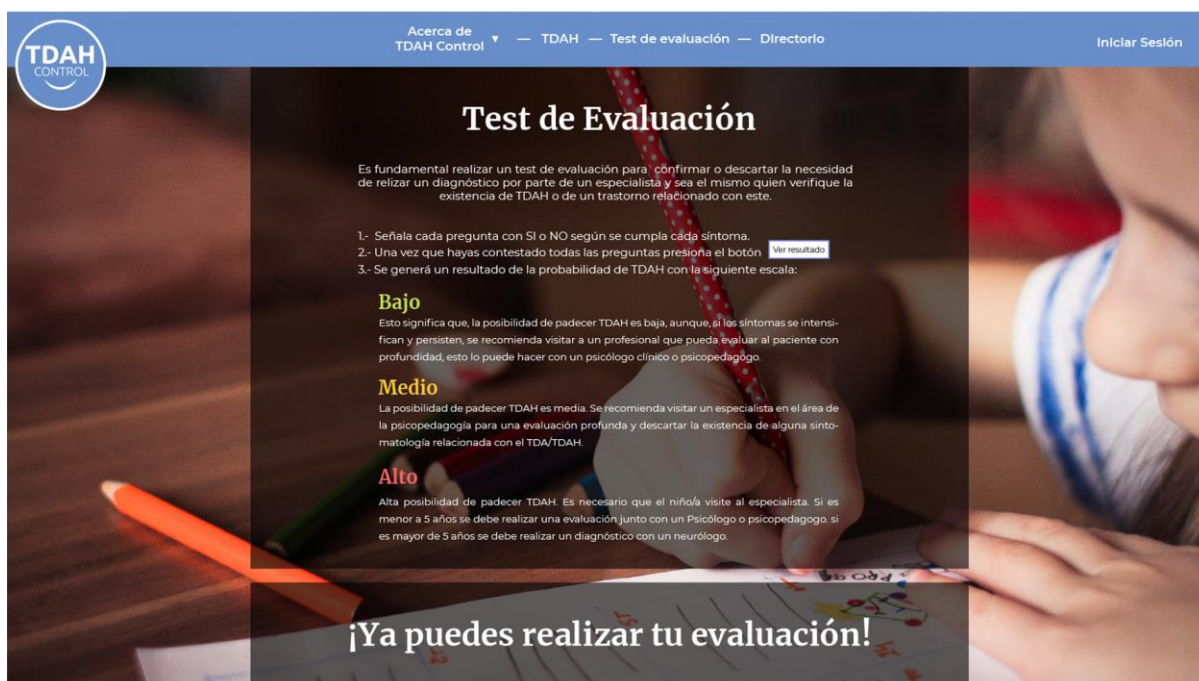 TDAH
CONTROL
Acerca de
TDAH Control ▼ — TDAH — Test de evaluación — Directorio
Iniciar Sesión
Test de Evaluación
Es fundamental realizar un test de evaluación para confirmar o descartar la necesidad
de relizar un diagnóstico por parte de un especialista y sea el mismo quien verifique la
existencia de TDAH o de un trastorno relacionado con este.
1.- Señala cada pregunta con SI o NO según se cumpla cada síntoma.
2.- Una vez que hayas contestado todas las preguntas presiona el botón Ver resultado
3.- Se generá un resultado de la probabilidad de TDAH con la siguiente escala:
Bajo
Esto significa que, la posibilidad de padecer TDAH es baja, aunque, si los síntomas se intensi-
fican y persisten, se recomienda visitar a un profesional que pueda evaluar al paciente con
profundidad, esto lo puede hacer con un psicólogo clínico o psicopedagogo.
Medio
La posibilidad de padecer TDAH es media. Se recomienda visitar un especialista en el área de
la psicopedagogía para una evaluación profunda y descartar la existencia de alguna sinto-
matología relacionada con el TDA/TDAH.
Alto
Alta posibilidad de padecer TDAH. Es necesario que el niño/a visite al especialista. Si es
menor a 5 años se debe realizar una evaluación junto con un Psicólogo o psicopedagogo. si
es mayor de 5 años se debe realizar un diagnóstico con un neurólogo.
¡Ya puedes realizar tu evaluación!